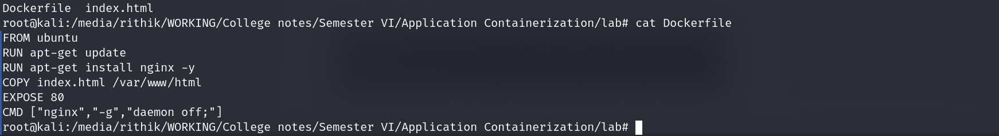 Dockerfile  index.html
root@kali:/media/rithik/WORKING/College notes/Semester VI/Application Containerization/lab# cat Dockerfile
FROM ubuntu
RUN apt-get update
RUN apt-get install nginx -y
COPY index.html /var/www/html
EXPOSE 80
CMD ["nginx","-g","daemon off;"]
root@kali:/media/rithik/WORKING/College notes/Semester VI/Application Containerization/lab#